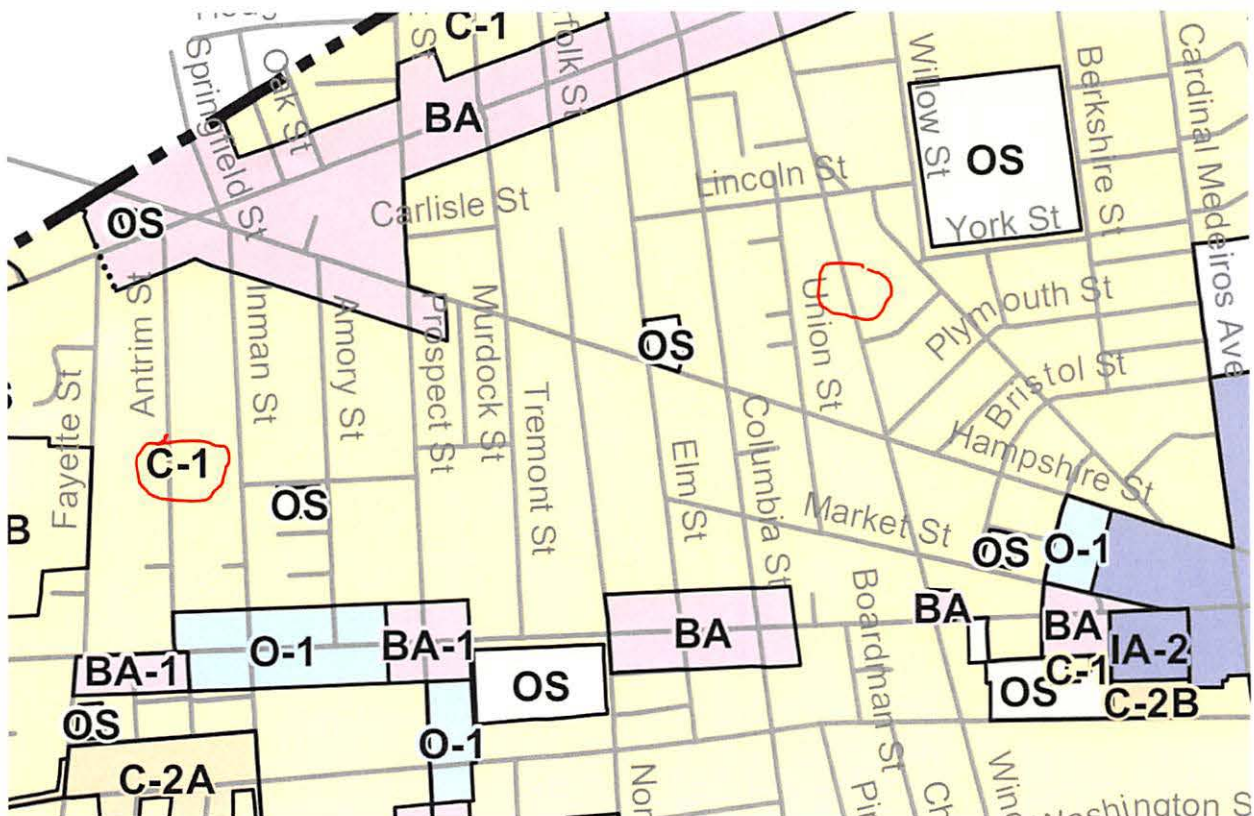 C-1
St
folk St
Springfield St
Oak St
BA
Willow St
Berkshire St
Cardinal Medeiros Ave
OS
Lincoln St
Carlisle St
York St
OS
Antrim St
Inman St
Amory St
Prospect St
Murdock St
Union St
Plymouth St
OS
Fayette St
Tremont St
Bristol St
C-1
Columbia St
Hampshire St
Elm St
Market St
OS
B
OS
O-1
Boardman St
BA
O-1
BA-1
BA
BA
IA-2
BA-1
C-1
OS
OS
C-2B
OS
O-1
C-2A